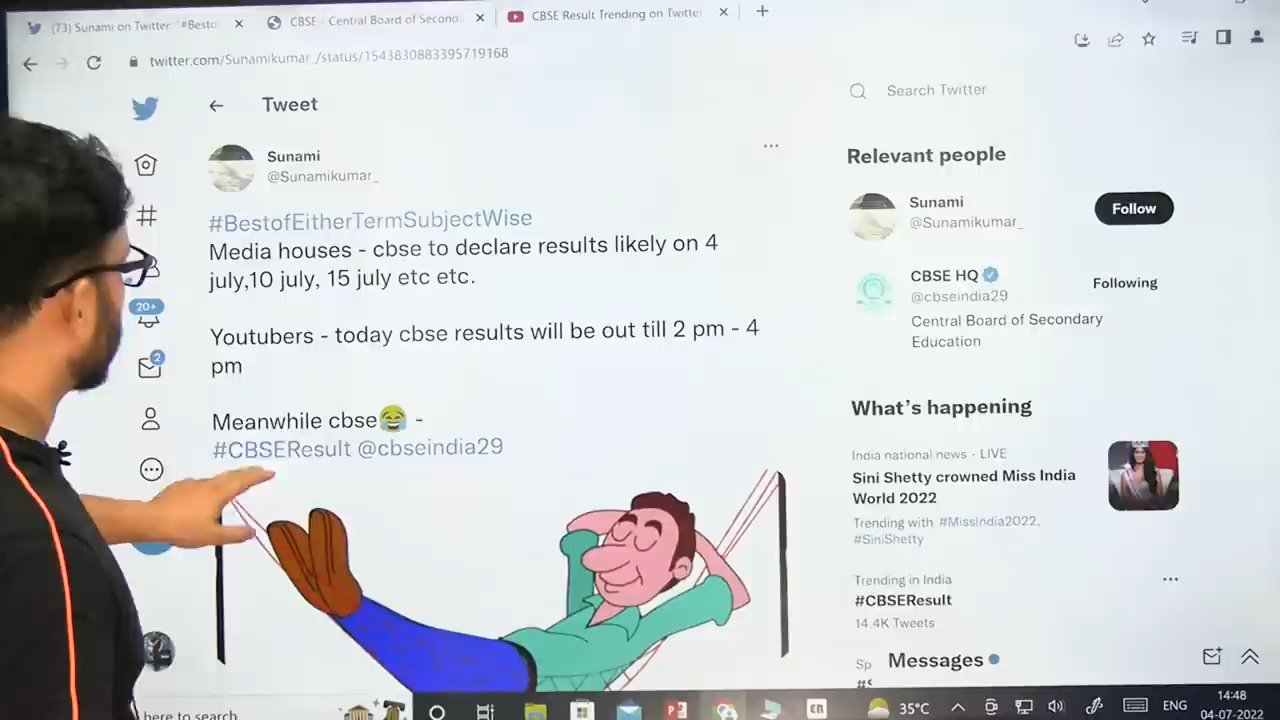 (73) Sunami on Twitter: "#Besto
CBSE - Central Board of Second
CBSE Result Trending on Twitter
twitter.com/Sunamikumar_/status/1543830883395719168
Tweet
Search Twitter
Sunami
@Sunamikumar_
#BestofEitherTermSubjectWise
Media houses - cbse to declare results likely on 4
july,10 july, 15 july etc etc.
Youtubers - today cbse results will be out till 2 pm - 4
pm
Meanwhile cbse😂 -
#CBSEResult @cbseindia29
20+
2
Relevant people
Sunami
@Sunamikumar_
Follow
CBSE HQ
@cbseindia29
Following
Central Board of Secondary
Education
What's happening
India national news · LIVE
Sini Shetty crowned Miss India
World 2022
Trending with #MissIndia2022,
#SiniShetty
Trending in India
#CBSEResult
14.4K Tweets
Sp
Messages
here to search
35°C
ENG
14:48
04-07-2022